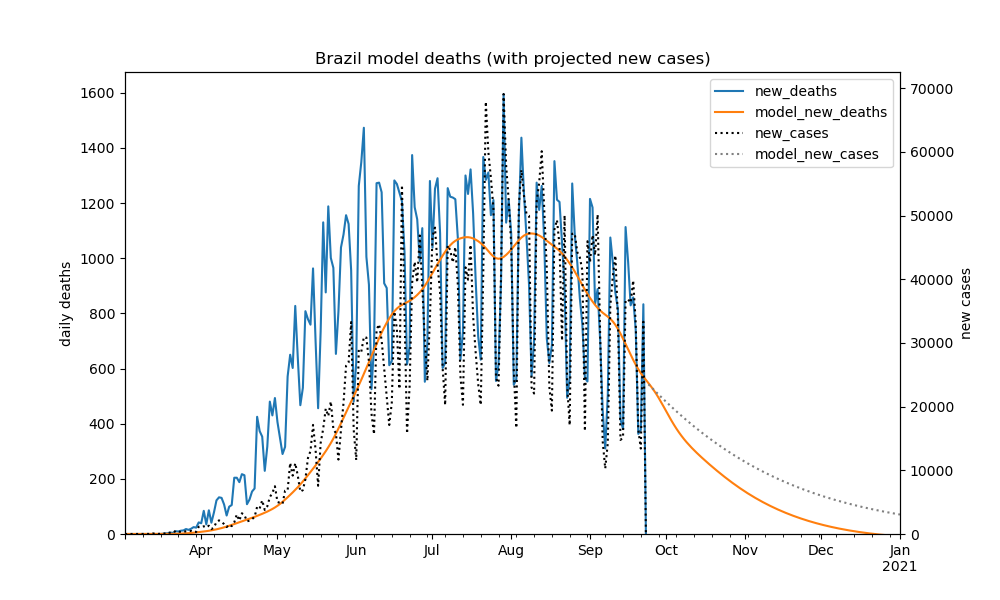 Brazil model deaths (with projected new cases)
new_deaths
model_new_deaths
new_cases
model_new_cases
daily deaths
new cases
1600
1400
1200
1000
800
600
400
200
0
70000
60000
50000
40000
30000
20000
10000
0
Apr May Jun Jul Aug Sep Oct Nov Dec Jan
2021